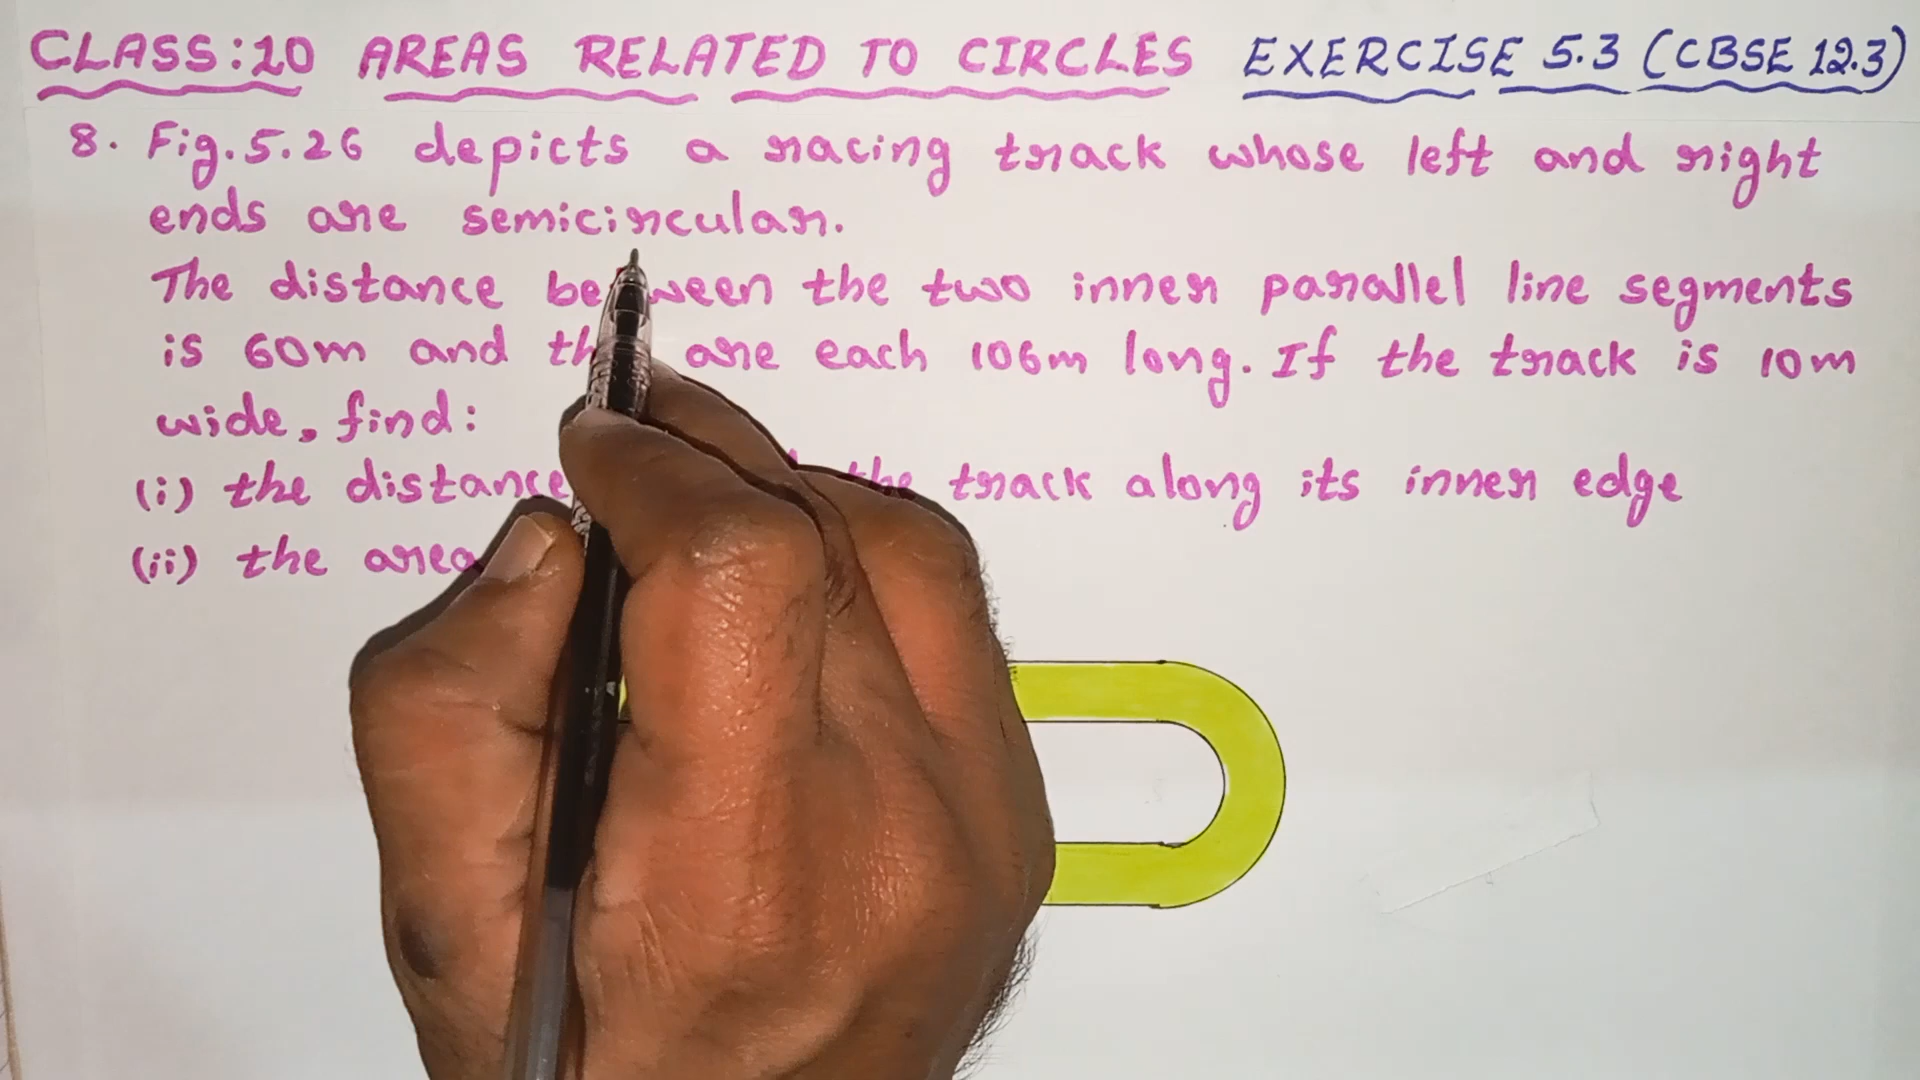 CLASS:10 AREAS RELATED TO CIRCLES EXERCISE 5.3 (CBSE 12.3)
8. Fig.5.26 depicts a racing track whose left and right
ends are semicircular.
The distance between the two inner parallel line segments
is 60m and are each 106m long. If the track is 10m
wide, find:
(i) the distance the track along its inner edge
(ii) the area